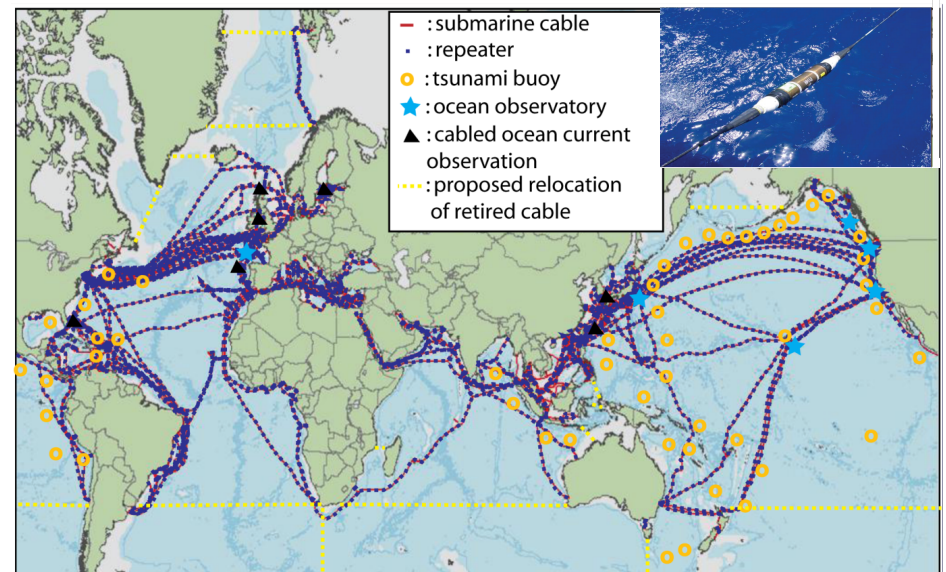 : submarine cable
: repeater
: tsunami buoy
: ocean observatory
: cabled ocean current
observation
: proposed relocation
of retired cable